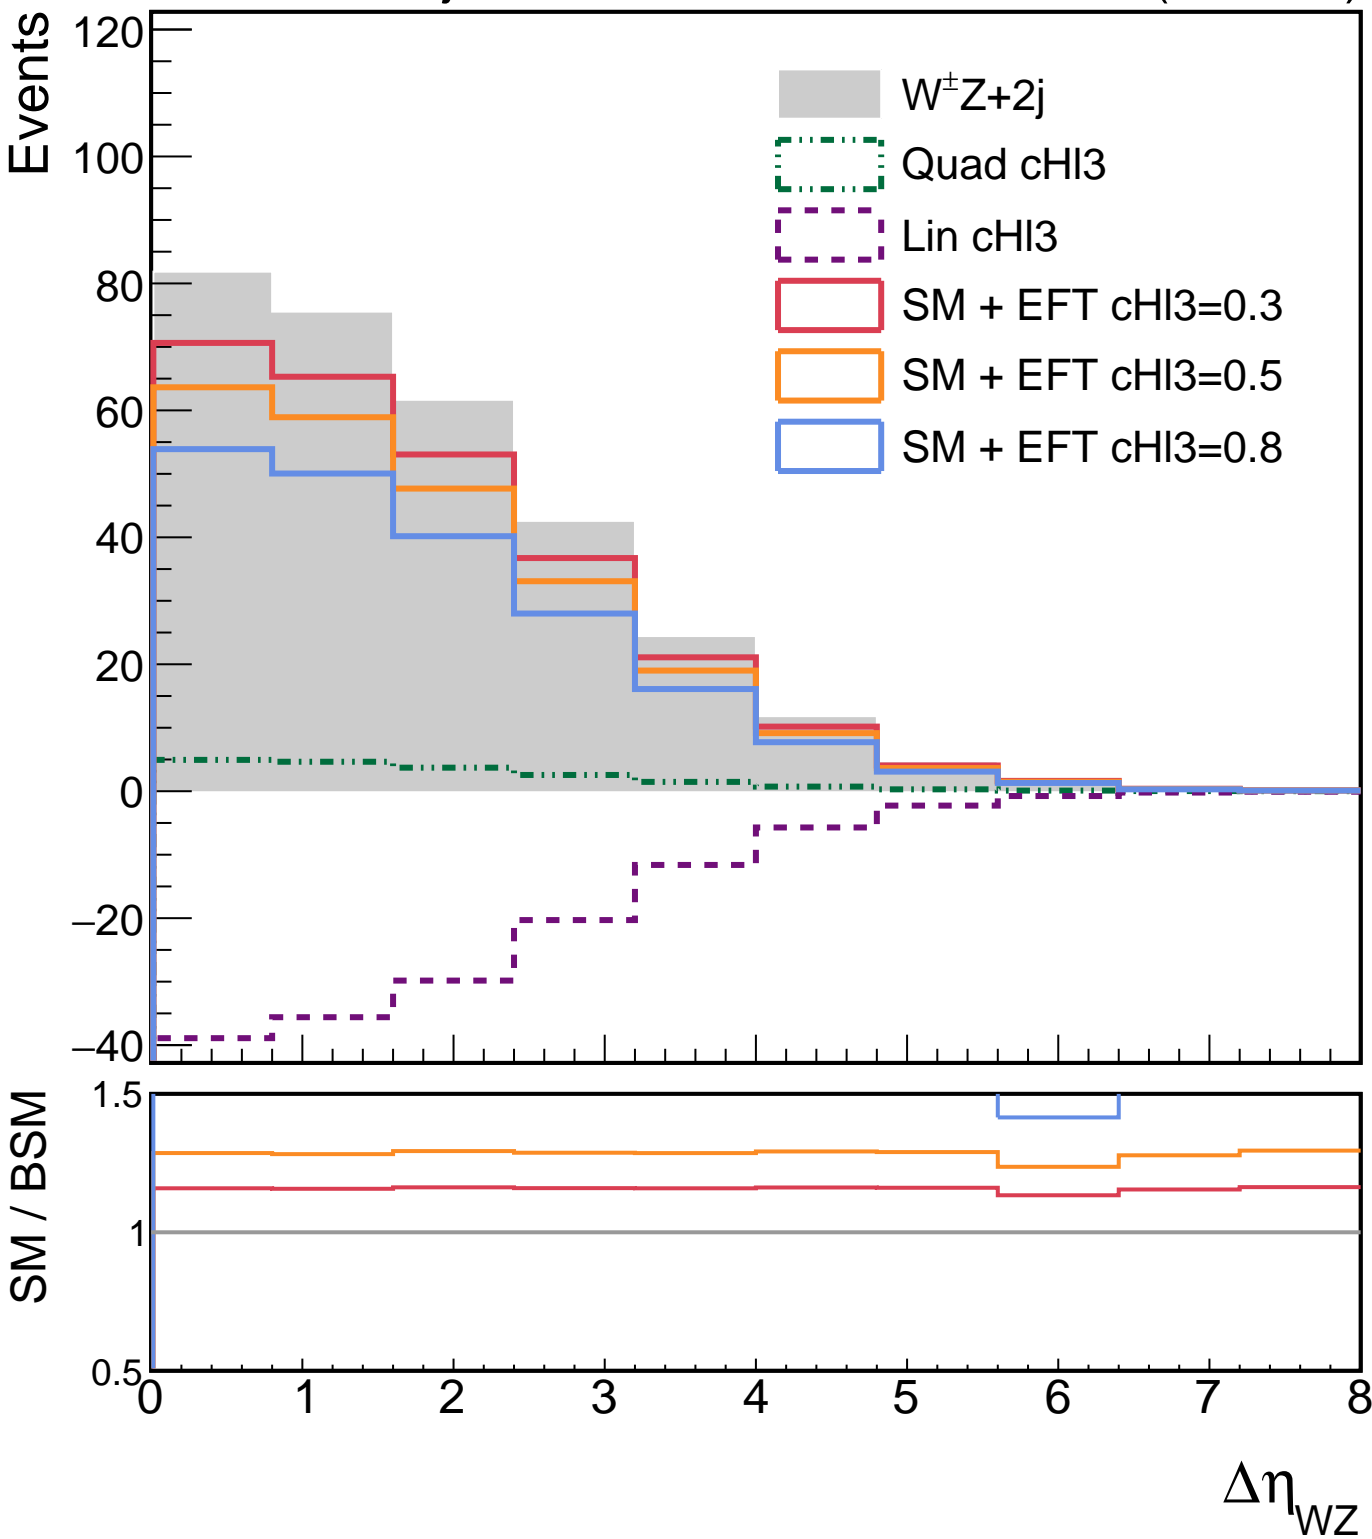 Events
120
100
80
60
40
20
0
−20
−40
W±Z+2j
Quad cHl3
Lin cHl3
SM + EFT cHl3=0.3
SM + EFT cHl3=0.5
SM + EFT cHl3=0.8
SM / BSM
1.5
1
0.5
0 1 2 3 4 5 6 7 8
ΔηWZ